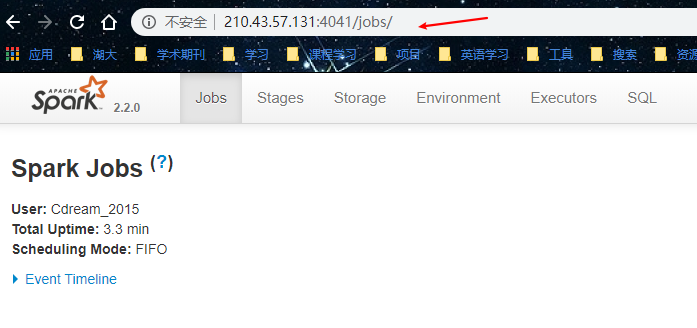 不安全 | 210.43.57.131:4041/jobs/
应用 湖大 学术期刊 学习 课程学习 项目 英语学习 工具 搜索 资源
APACHE Spark 2.2.0 Jobs Stages Storage Environment Executors SQL
Spark Jobs (?)
User: Cdream_2015
Total Uptime: 3.3 min
Scheduling Mode: FIFO
Event Timeline